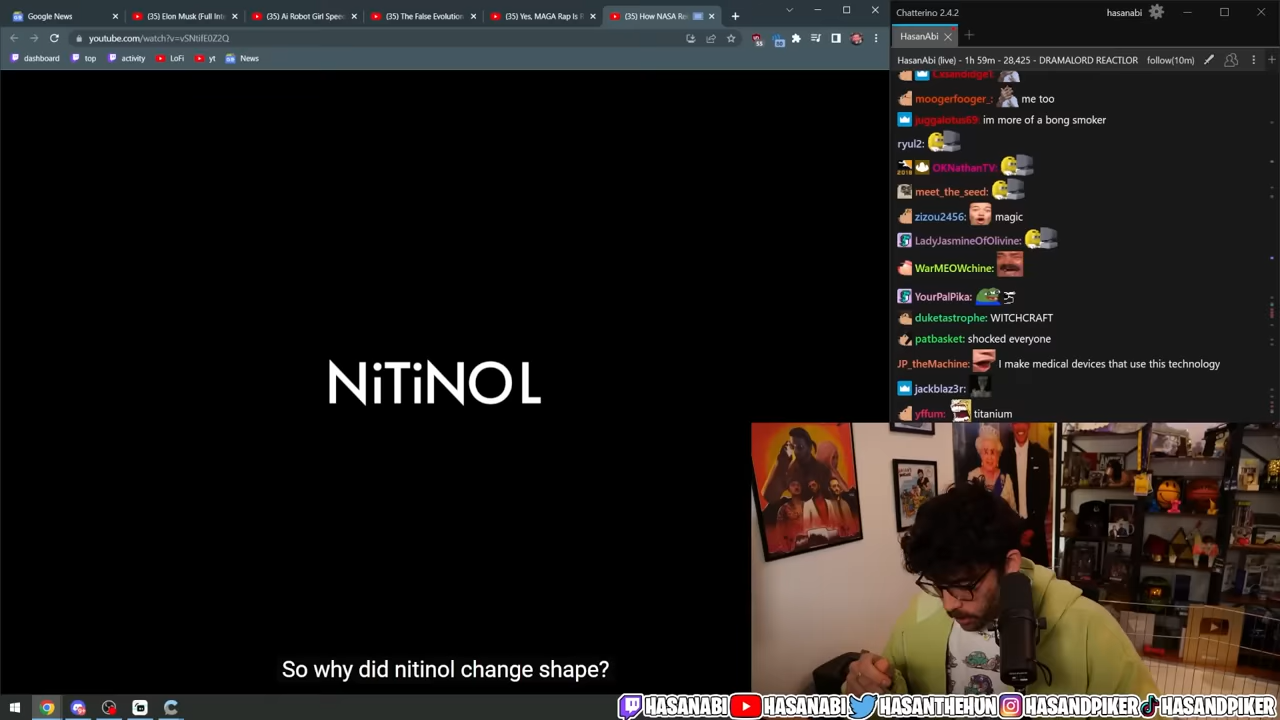 Google News
(35) Elon Musk (Full Int
(35) Ai Robot Girl Speed
(35) The False Evolution
(35) Yes, MAGA Rap Is R
(35) How NASA Re
youtube.com/watch?v=vSNtifE0Z2Q
dashboard
top
activity
LoFi
yt
News
Chatterino 2.4.2
hasanabi
HasanAbi
HasanAbi (live) - 1h 59m - 28,425 - DRAMALORD REACTLOR
follow(10m)
moogerfooger_: me too
juggalotus69: im more of a bong smoker
ryul2:
2018 OKNathanTV:
meet_the_seed:
zizou2456: magic
LadyJasmineOfOlivine:
WarMEOWchine:
YourPalPika:
duketastrophe: WITCHCRAFT
patbasket: shocked everyone
JP_theMachine: I make medical devices that use this technology
jackblaz3r:
yffum: titanium
NiTiNOL
So why did nitinol change shape?
HASANABI
HASANABI
HASANTHEHUN
HASANDPIKER
HASANDPIKER